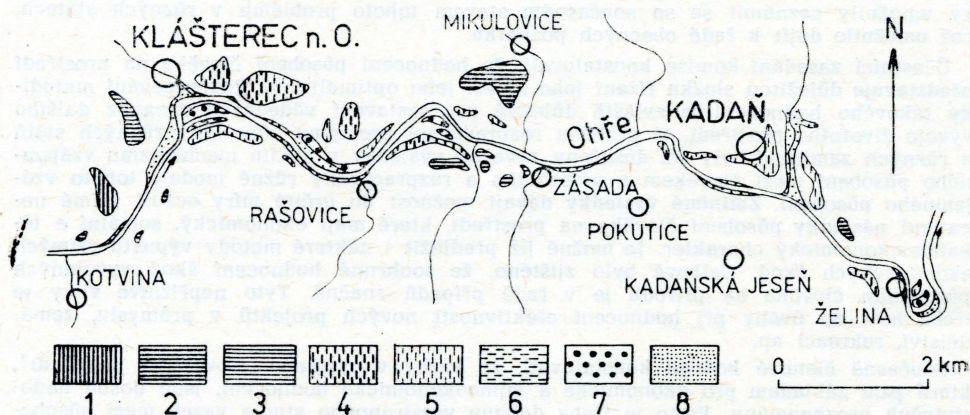 MIKULOVICE
KLÁŠTEREC n. O.
N
Ohře
KADAŇ
ZÁSADA
RAŠOVICE
POKUTICE
KOTVINA
KADAŇSKÁ JESEŇ
ŽELINA
1 2 3 4 5 6 7 8
0 2 km